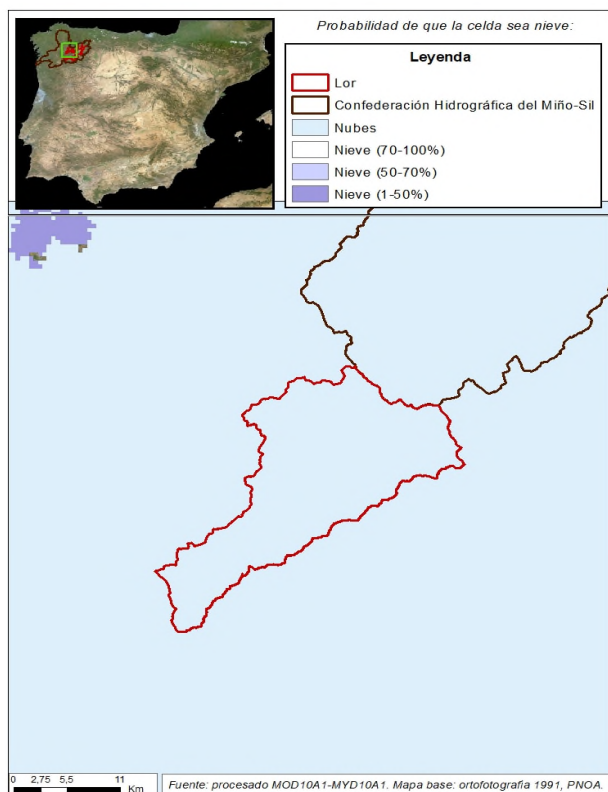 Probabilidad de que la celda sea nieve:
Leyenda
Lor
Confederación Hidrográfica del Miño-Sil
Nubes
Nieve (70-100%)
Nieve (50-70%)
Nieve (1-50%)
0 2,75 5,5 11
Km
Fuente: procesado MOD10A1-MYD10A1. Mapa base: ortofotografía 1991, PNOA.